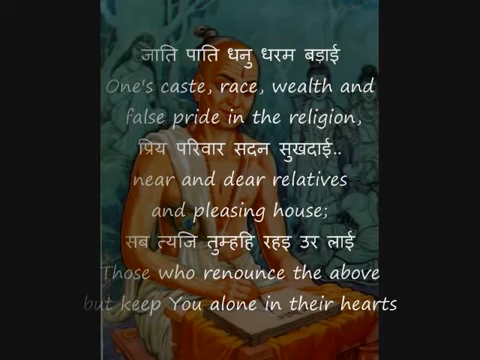 जाति पाति धनु धरम बड़ाई
One's caste, race, wealth and
false pride in the religion,
प्रिय परिवार सदन सुखदाई..
near and dear relatives
and pleasing house;
सब त्यजि तुम्हहि रहइ उर लाई
Those who renounce the above
but keep You alone in their hearts